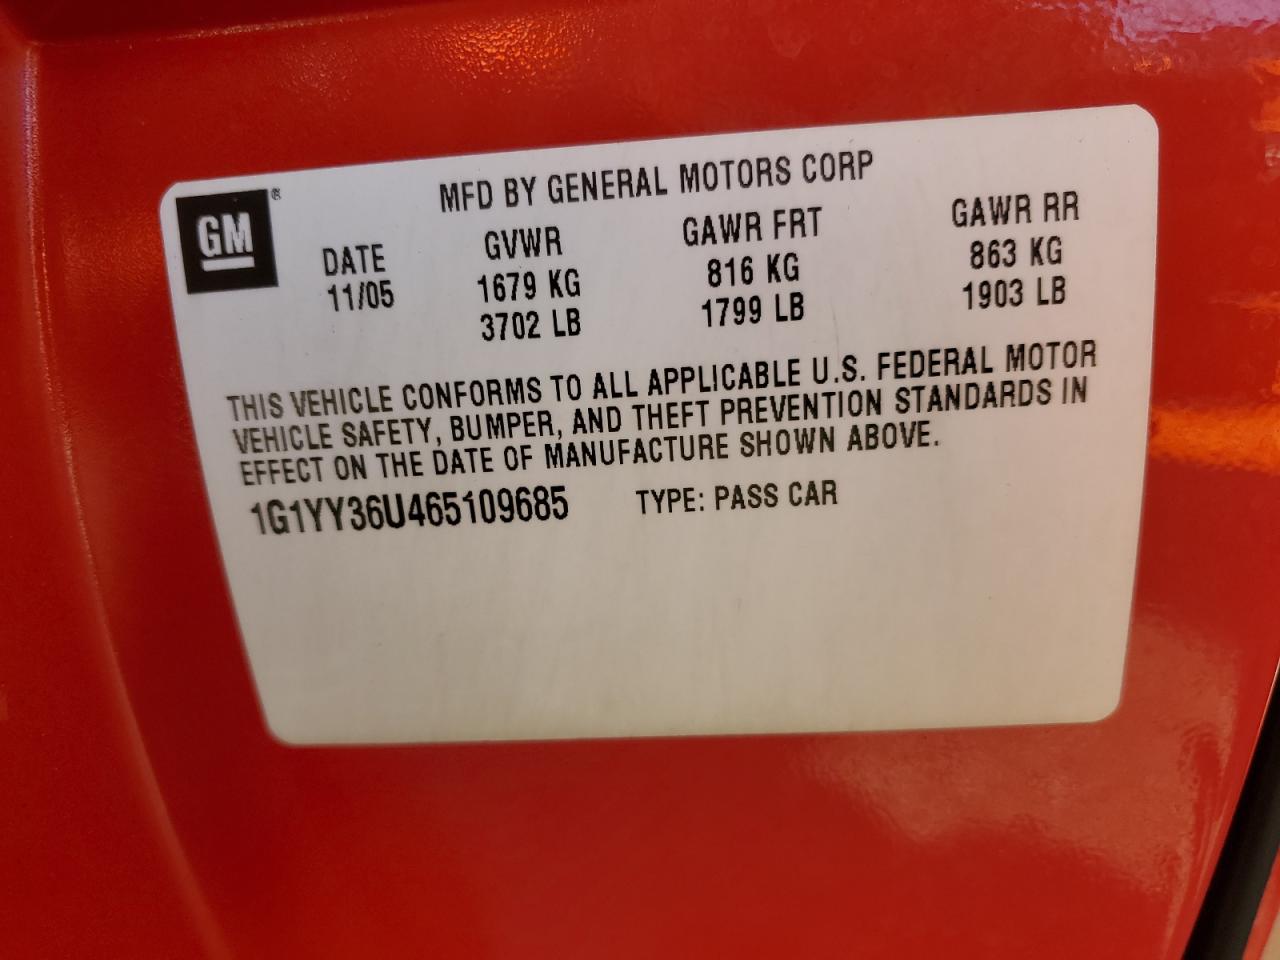 GM®
MFD BY GENERAL MOTORS CORP
DATE GVWR GAWR FRT GAWR RR
11/05 1679 KG 816 KG 863 KG
3702 LB 1799 LB 1903 LB
THIS VEHICLE CONFORMS TO ALL APPLICABLE U.S. FEDERAL MOTOR
VEHICLE SAFETY, BUMPER, AND THEFT PREVENTION STANDARDS IN
EFFECT ON THE DATE OF MANUFACTURE SHOWN ABOVE.
1G1YY36U465109685 TYPE: PASS CAR